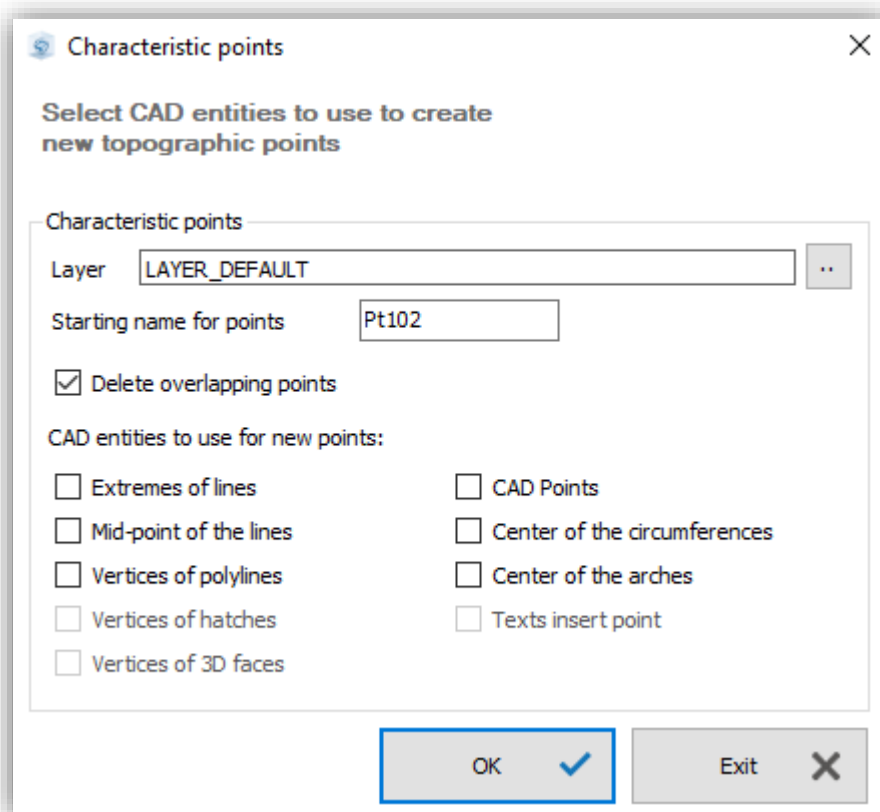 Characteristic points
Select CAD entities to use to create
new topographic points
Characteristic points
Layer LAYER_DEFAULT ..
Starting name for points Pt102
Delete overlapping points
CAD entities to use for new points:
Extremes of lines CAD Points
Mid-point of the lines Center of the circumferences
Vertices of polylines Center of the arches
Vertices of hatches Texts insert point
Vertices of 3D faces
OK Exit